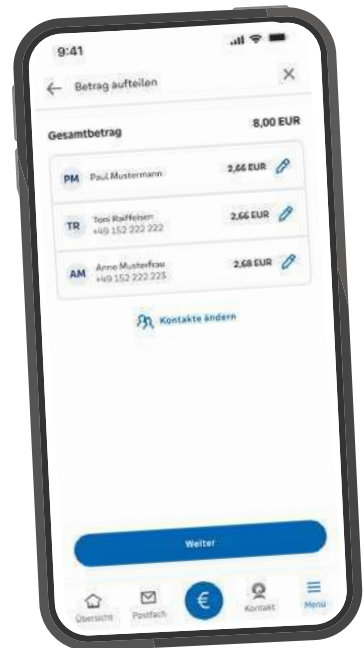 9:41
Betrag aufteilen
Gesamtbetrag 8,00 EUR
PM Paul Mustermann 2,66 EUR
TR Toni Raiffeisen 2,66 EUR
+49 152 222 222
AM Anne Musterfrau 2,68 EUR
+49 152 222 223
Kontakte ändern
Weiter
Übersicht Postfach € Kontakt Menü